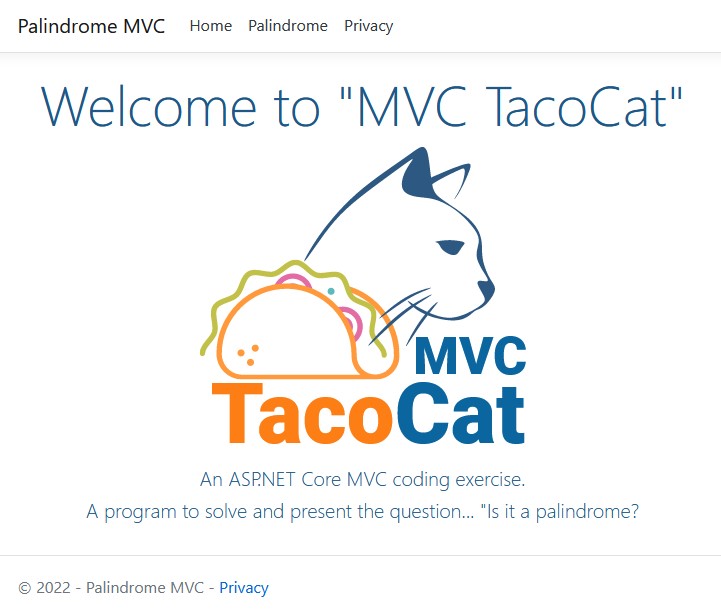 Palindrome MVC Home Palindrome Privacy
Welcome to "MVC TacoCat"
MVC
TacoCat
An ASP.NET Core MVC coding exercise.
A program to solve and present the question... "Is it a palindrome?
© 2022 - Palindrome MVC - Privacy